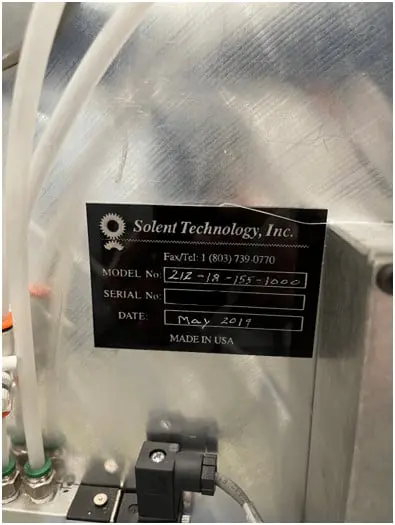 Solent Technology, Inc.
Fax/Tel: 1 (803) 739-0770
MODEL No: 212-18-155-1000
SERIAL No:
DATE: May 2019
MADE IN USA